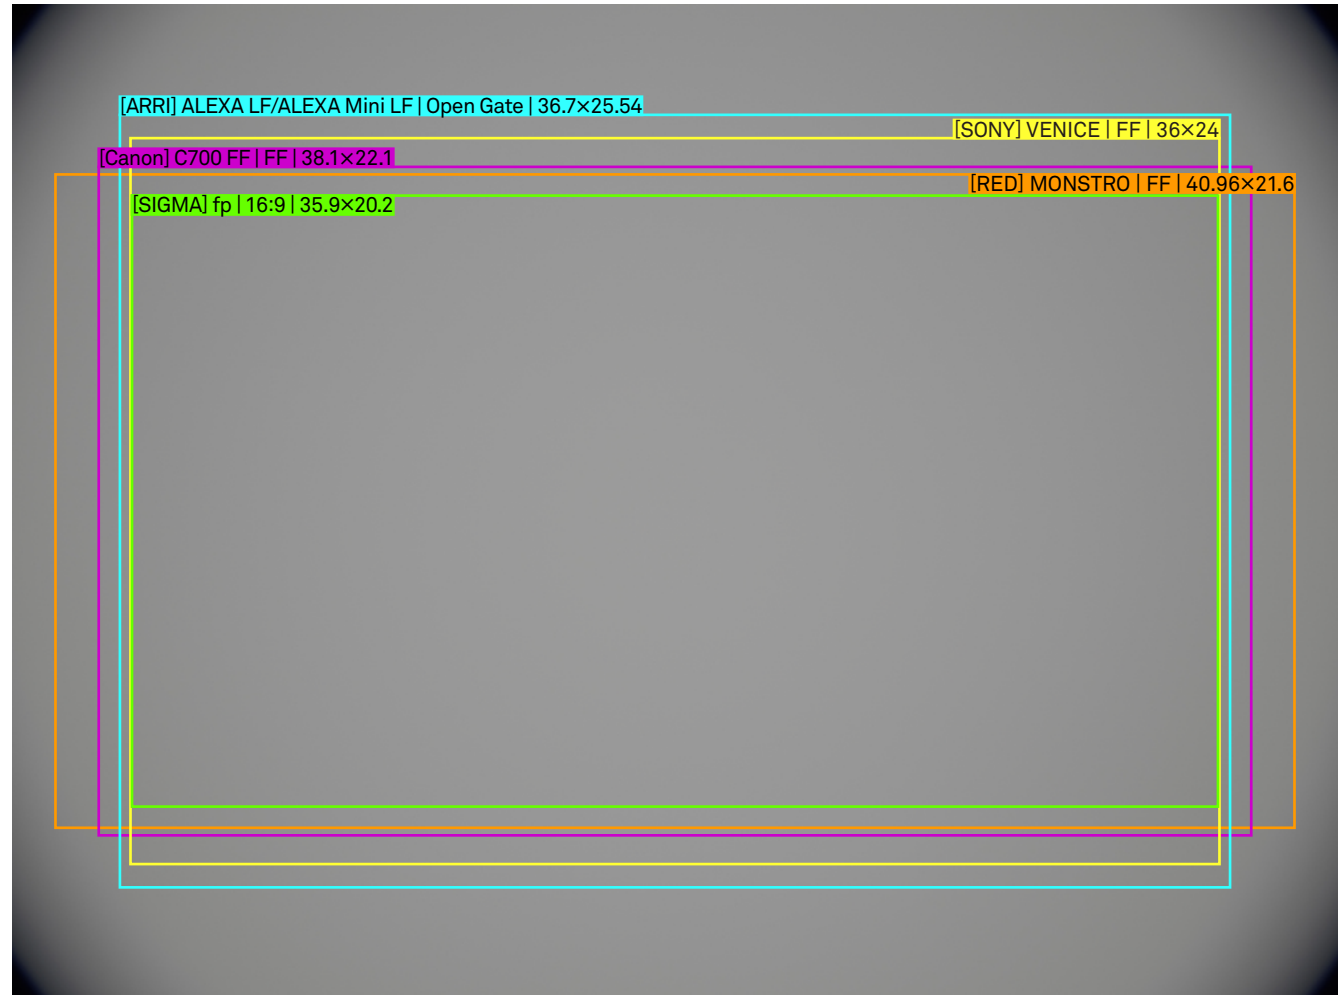 [ARRI] ALEXA LF/ALEXA Mini LF | Open Gate | 36.7×25.54
[SONY] VENICE | FF | 36×24
[Canon] C700 FF | FF | 38.1×22.1
[RED] MONSTRO | FF | 40.96×21.6
[SIGMA] fp | 16:9 | 35.9×20.2